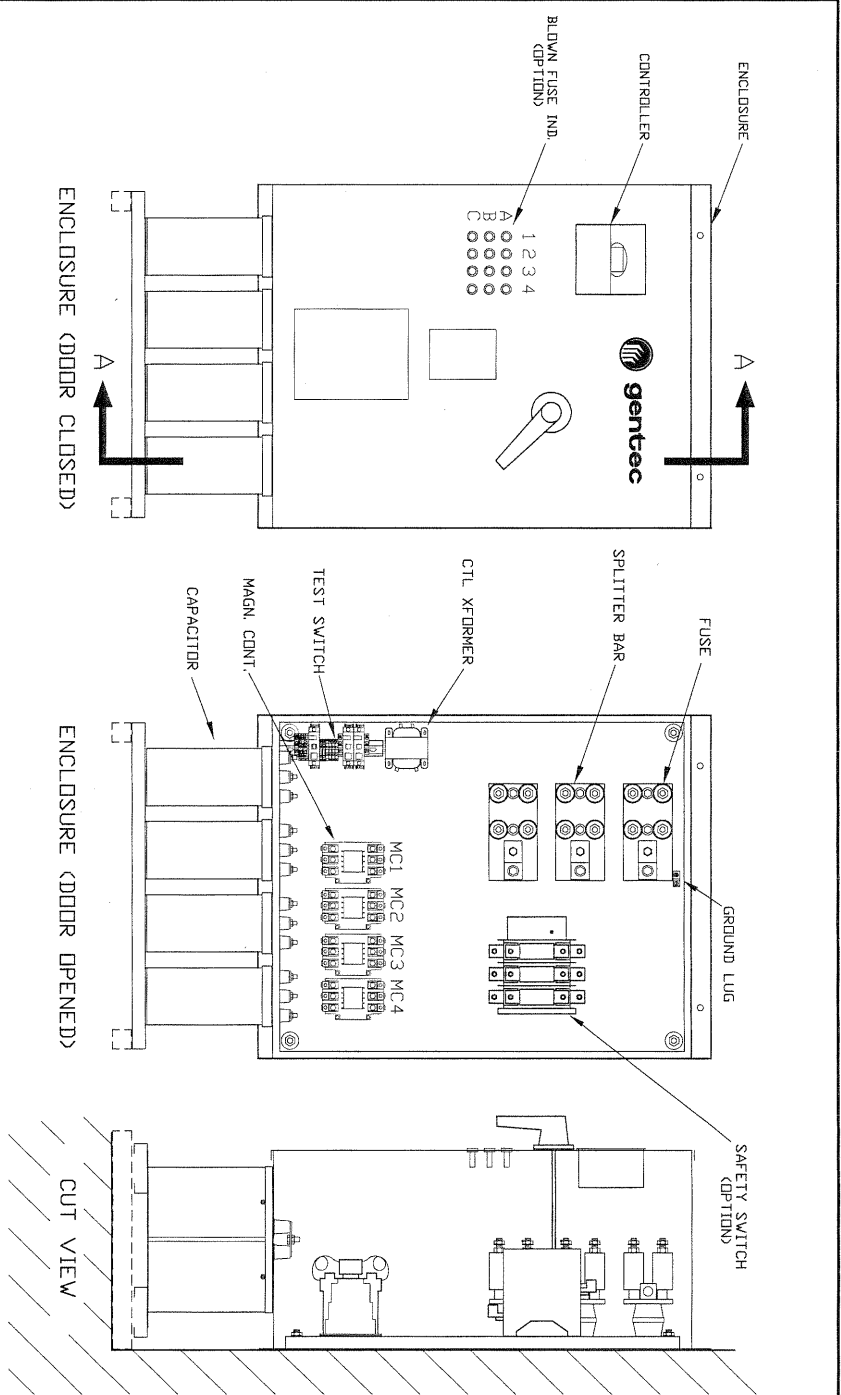 ENCLOSURE
CONTROLLER
BLOWN FUSE IND.
(OPTION)
1 2 3 4
A
B
C
gentec
A
A
ENCLOSURE (DOOR CLOSED)
FUSE
SPLITTER BAR
CTL XFORMER
TEST SWITCH
MAGN. CONT.
CAPACITOR
GROUND LUG
MC1 MC2 MC3 MC4
SAFETY SWITCH
(OPTION)
ENCLOSURE (DOOR OPENED)
CUT VIEW